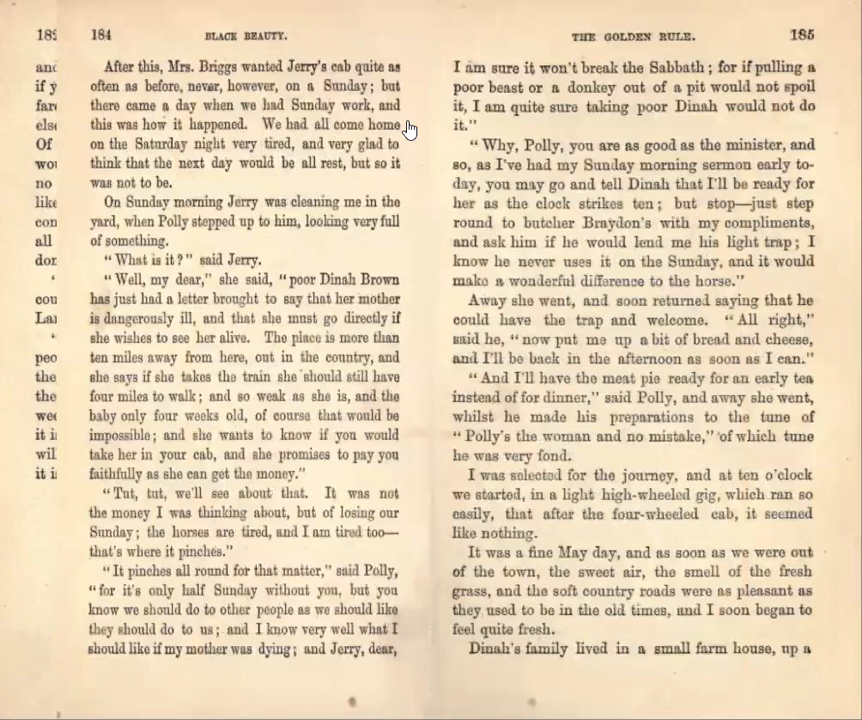 18
and
if y
fare
else
Of
wo
no
like
con
all
dor
cou
La
peo
the
the
wee
it i
wil
it i
184 BLACK BEAUTY.
After this, Mrs. Briggs wanted Jerry's cab quite as
often as before, never, however, on a Sunday; but
there came a day when we had Sunday work, and
this was how it happened. We had all come home
on the Saturday night very tired, and very glad to
think that the next day would be all rest, but so it
was not to be.
On Sunday morning Jerry was cleaning me in the
yard, when Polly stepped up to him, looking very full
of something.
"What is it?" said Jerry.
"Well, my dear," she said, "poor Dinah Brown
has just had a letter brought to say that her mother
is dangerously ill, and that she must go directly if
she wishes to see her alive. The place is more than
ten miles away from here, out in the country, and
she says if she takes the train she should still have
four miles to walk; and so weak as she is, and the
baby only four weeks old, of course that would be
impossible; and she wants to know if you would
take her in your cab, and she promises to pay you
faithfully as she can get the money."
"Tut, tut, we'll see about that. It was not
the money I was thinking about, but of losing our
Sunday; the horses are tired, and I am tired too—
that's where it pinches."
"It pinches all round for that matter," said Polly,
"for it's only half Sunday without you, but you
know we should do to other people as we should like
they should do to us; and I know very well what I
should like if my mother was dying; and Jerry, dear,
THE GOLDEN RULE. 185
I am sure it won't break the Sabbath; for if pulling a
poor beast or a donkey out of a pit would not spoil
it, I am quite sure taking poor Dinah would not do
it."
"Why, Polly, you are as good as the minister, and
so, as I've had my Sunday morning sermon early to-
day, you may go and tell Dinah that I'll be ready for
her as the clock strikes ten; but stop—just step
round to butcher Braydon's with my compliments,
and ask him if he would lend me his light trap; I
know he never uses it on the Sunday, and it would
make a wonderful difference to the horse."
Away she went, and soon returned saying that he
could have the trap and welcome. "All right,"
said he, "now put me up a bit of bread and cheese,
and I'll be back in the afternoon as soon as I can."
"And I'll have the meat pie ready for an early tea
instead of for dinner," said Polly, and away she went,
whilst he made his preparations to the tune of
"Polly's the woman and no mistake," of which tune
he was very fond.
I was selected for the journey, and at ten o'clock
we started, in a light high-wheeled gig, which ran so
easily, that after the four-wheeled cab, it seemed
like nothing.
It was a fine May day, and as soon as we were out
of the town, the sweet air, the smell of the fresh
grass, and the soft country roads were as pleasant as
they used to be in the old times, and I soon began to
feel quite fresh.
Dinah's family lived in a small farm house, up a